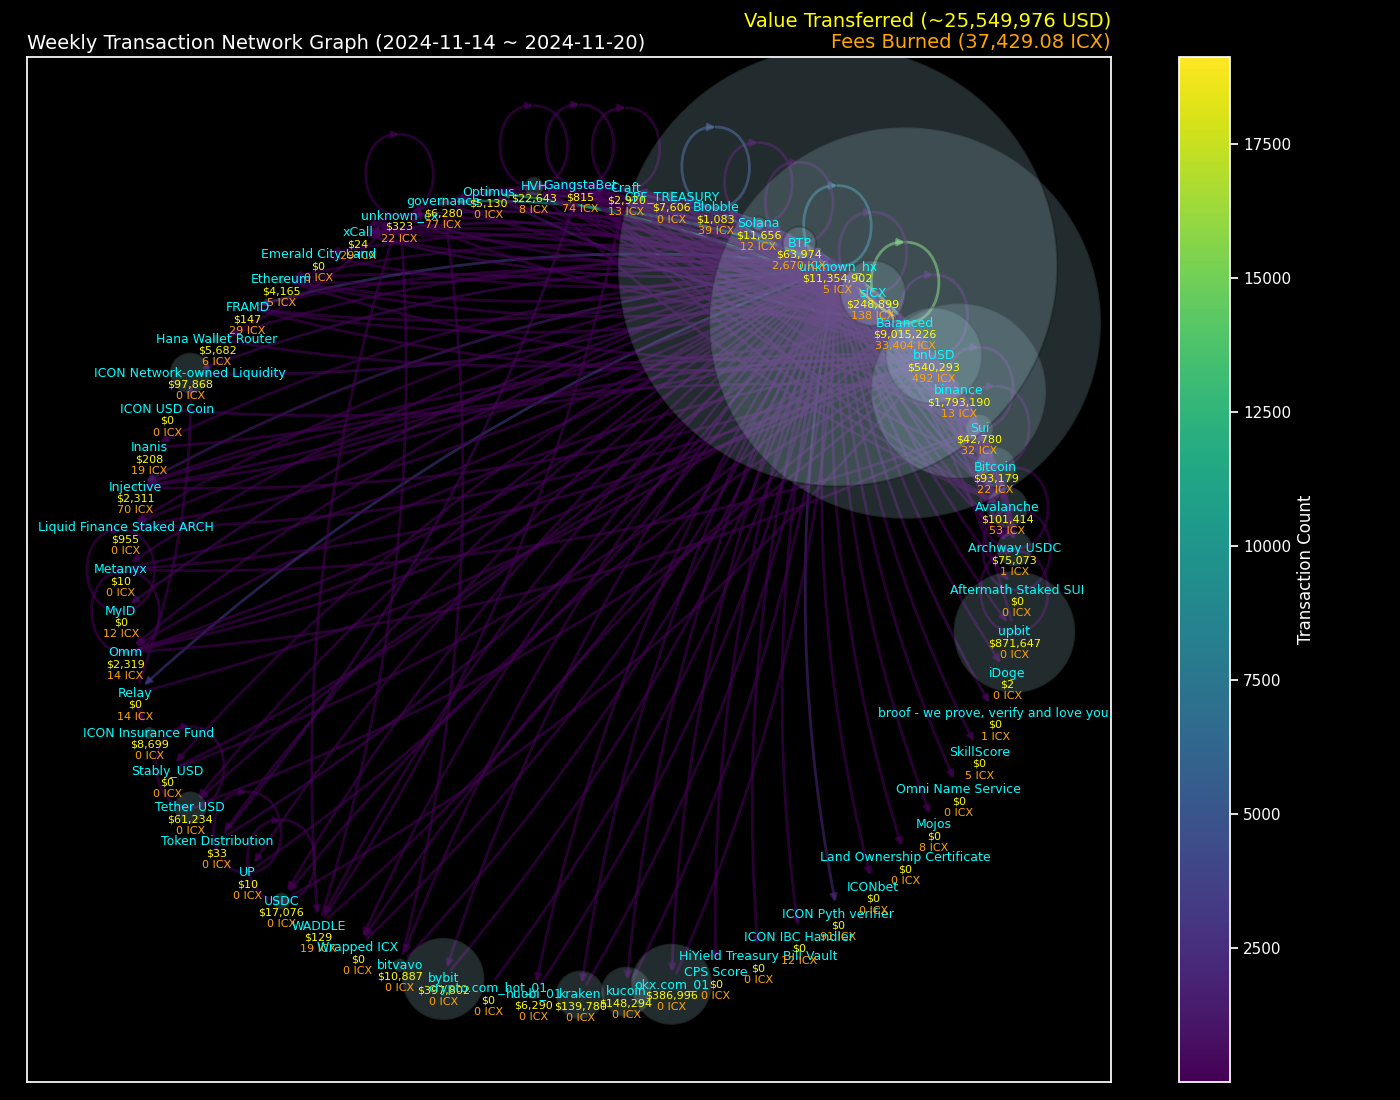 Value Transferred (~25,549,976 USD)
Weekly Transaction Network Graph (2024-11-14 ~ 2024-11-20)
Fees Burned (37,429.08 ICX)
HVH
$22,643
8 ICX
GangstaBet
$815
74 ICX
Craft
$2,920
13 ICX
CPF_TREASURY
$7,606
0 ICX
Blobble
$1,083
39 ICX
Solana
$11,656
12 ICX
BTP
$63,974
2,670 ICX
unknown_hx
$11,354,902
5 ICX
sICX
$248,899
138 ICX
Balanced
$9,015,226
33,404 ICX
bnUSD
$540,293
492 ICX
binance
$1,793,190
13 ICX
Sui
$42,780
32 ICX
Bitcoin
$93,179
22 ICX
Avalanche
$101,414
53 ICX
Archway USDC
$75,073
1 ICX
Aftermath Staked SUI
$0
0 ICX
upbit
$871,647
0 ICX
iDoge
$2
0 ICX
broof - we prove, verify and love you.
$0
1 ICX
SkillScore
$0
5 ICX
Omni Name Service
$0
0 ICX
Mojos
$0
8 ICX
Land Ownership Certificate
$0
0 ICX
ICONbet
$0
0 ICX
ICON Pyth verifier
$0
91 ICX
ICON IBC Handler
$0
12 ICX
HiYield Treasury Bill Vault
$0
0 ICX
CPS Score
$0
0 ICX
okx.com_01
$386,996
0 ICX
kucoin
$148,294
0 ICX
kraken
$139,780
0 ICX
huobi_01
$6,290
0 ICX
crypto.com_hot_01
$0
0 ICX
bybit
0 ICX
bitvavo
$10,887
0 ICX
Wrapped ICX
$0
0 ICX
WADDLE
$129
19 ICX
USDC
$17,076
0 ICX
UP
$10
0 ICX
Token Distribution
$33
0 ICX
Tether USD
$61,234
0 ICX
Stably_USD
$0
0 ICX
ICON Insurance Fund
$8,699
0 ICX
Relay
$0
14 ICX
Omm
$2,319
14 ICX
MyID
$0
12 ICX
Metanyx
$10
0 ICX
Liquid Finance Staked ARCH
$955
0 ICX
Injective
$2,311
70 ICX
Inanis
$208
19 ICX
ICON USD Coin
$0
0 ICX
ICON Network-owned Liquidity
$97,868
0 ICX
Hana Wallet Router
$5,682
6 ICX
FRAMD
$147
29 ICX
Ethereum
$4,165
5 ICX
Emerald City Land
$0
0 ICX
xCall
$24
unknown_cx
$323
22 ICX
governance
$6,280
77 ICX
Optimus
$5,130
0 ICX
17500
15000
12500
10000
7500
5000
2500
Transaction Count